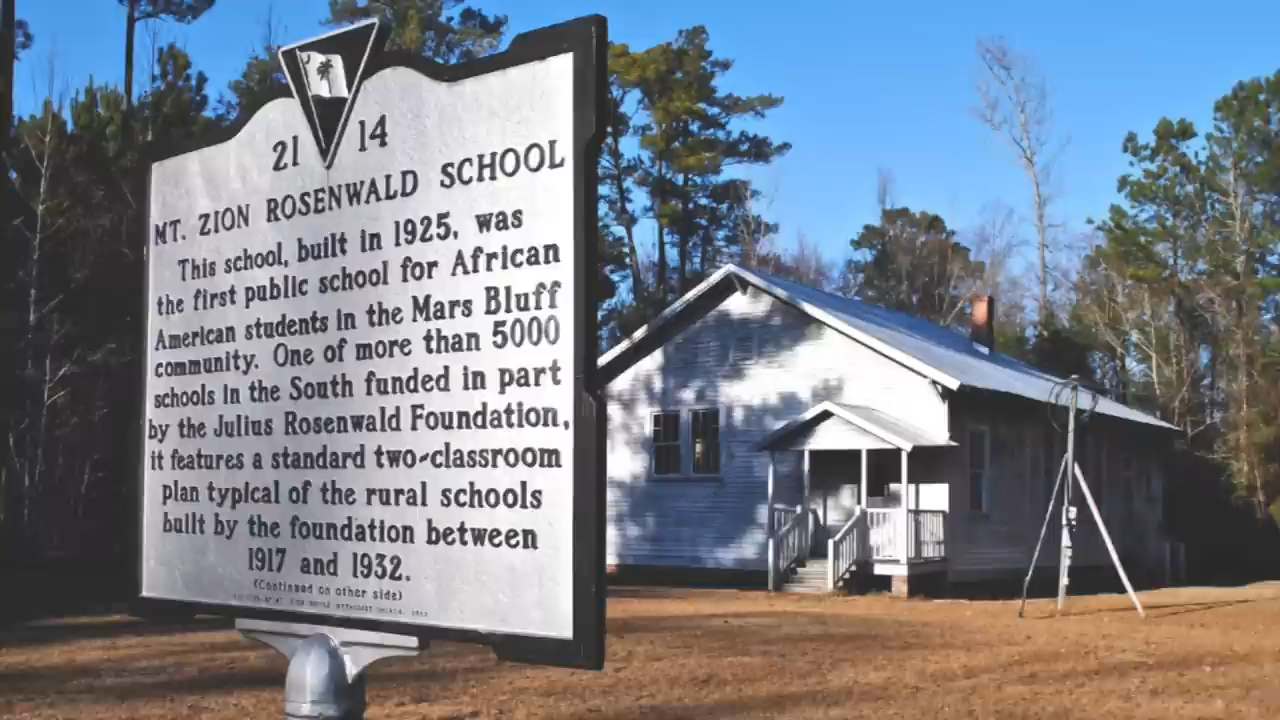 21 14
MT. ZION ROSENWALD SCHOOL
This school, built in 1925, was
the first public school for African
American students in the Mars Bluff
community. One of more than 5000
schools in the South funded in part
by the Julius Rosenwald Foundation,
it features a standard two-classroom
plan typical of the rural schools
built by the foundation between
1917 and 1932.
(Continued on other side)